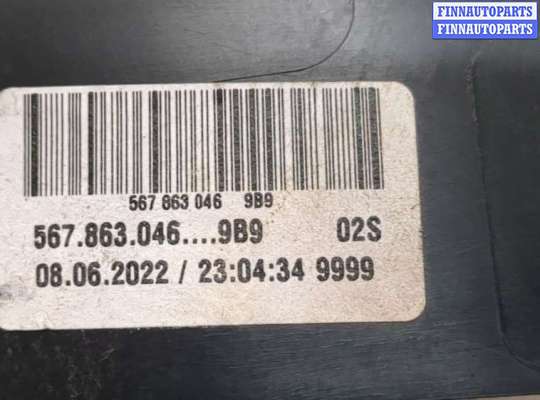 FINNAUTOPARTS
FINNAUTOPARTS
567 863 046 9B9
567.863.046....9B9 02S
08.06.2022 / 23:04:34 9999